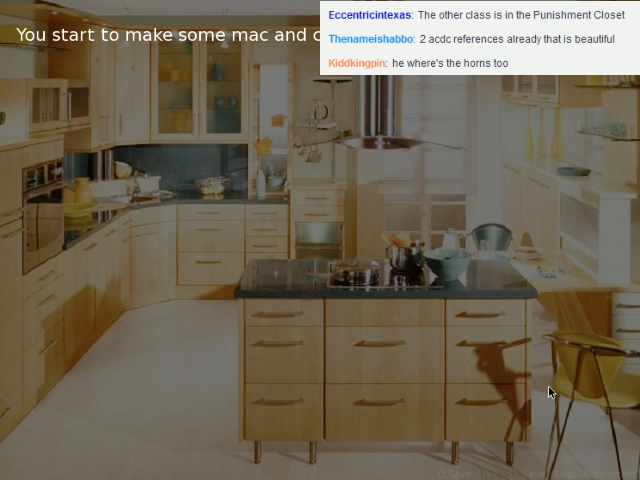 You start to make some mac and c
Eccentricintexas: The other class is in the Punishment Closet
Thenameishabbo: 2 acdc references already that is beautiful
Kiddkingpin: he where's the horns too